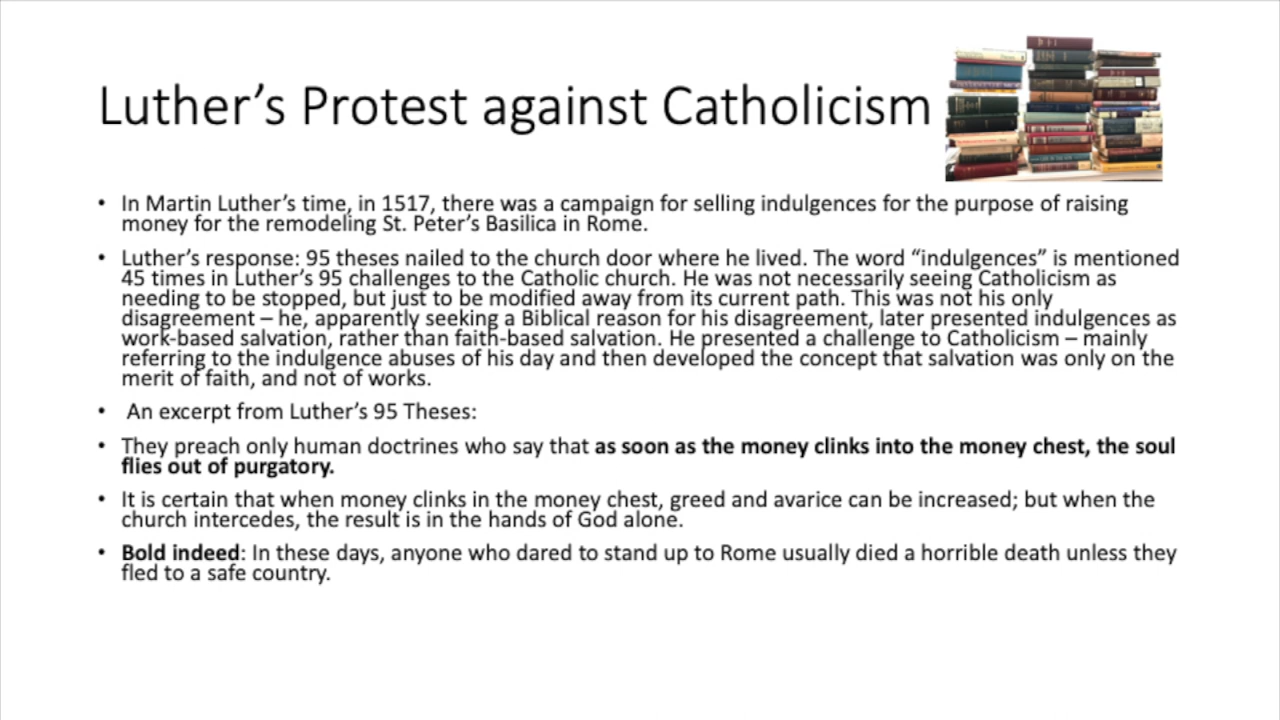 Luther’s Protest against Catholicism
• In Martin Luther’s time, in 1517, there was a campaign for selling indulgences for the purpose of raising
money for the remodeling St. Peter’s Basilica in Rome.
• Luther’s response: 95 theses nailed to the church door where he lived. The word “indulgences” is mentioned
45 times in Luther’s 95 challenges to the Catholic church. He was not necessarily seeing Catholicism as
needing to be stopped, but just to be modified away from its current path. This was not his only
disagreement – he, apparently seeking a Biblical reason for his disagreement, later presented indulgences as
work-based salvation, rather than faith-based salvation. He presented a challenge to Catholicism – mainly
referring to the indulgence abuses of his day and then developed the concept that salvation was only on the
merit of faith, and not of works.
• An excerpt from Luther’s 95 Theses:
• They preach only human doctrines who say that as soon as the money clinks into the money chest, the soul
flies out of purgatory.
• It is certain that when money clinks in the money chest, greed and avarice can be increased; but when the
church intercedes, the result is in the hands of God alone.
• Bold indeed: In these days, anyone who dared to stand up to Rome usually died a horrible death unless they
fled to a safe country.